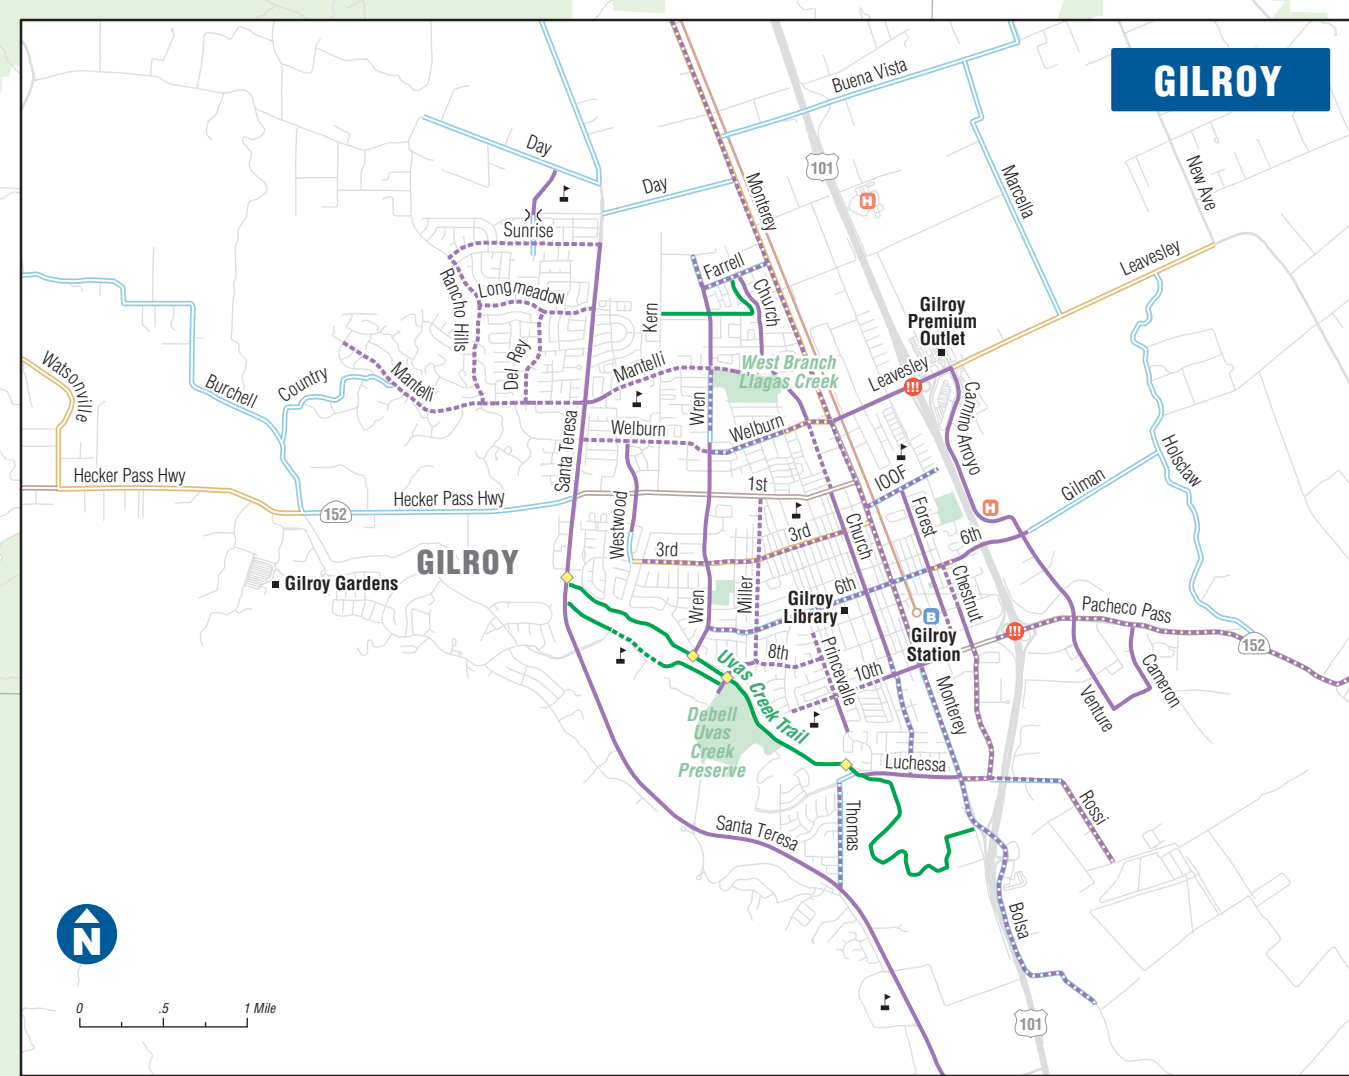 GILROY
Buena Vista
101
Day
Day
Monterey
Marcella
New Ave
H
Sunrise
Farrell
Church
Leavesley
Rancho Hills
Longmeadow
Kern
Gilroy
Premium
Outlet
Del Rey
Mantelli
West Branch
Llagas Creek
Leavesley
!!!
Watsonville
Burchell
Country
Mantelli
Wren
Camino Arroyo
Santa Teresa
Welburn
Welburn
Holsclaw
Hecker Pass Hwy
Hecker Pass Hwy
152
1st
IOOF
Gilman
H
Westwood
3rd
3rd
Church
Forest
6th
GILROY
Gilroy Gardens
Wren
Miller
6th
Gilroy
Library
Chestnut
B
Gilroy
Station
!!!
Pacheco Pass
152
8th
Princevalle
10th
Uvas Creek Trail
Monterey
Venture
Cameron
Debell
Uvas
Creek
Preserve
Luchessa
Thomas
Rossi
Santa Teresa
Bolsa
N
0 .5 1 Mile
101